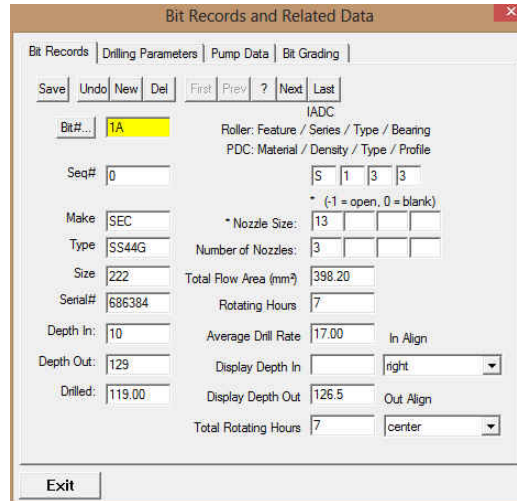 Bit Records and Related Data
Bit Records Drilling Parameters Pump Data Bit Grading
Save Undo New Del First Prev ? Next Last
IADC
Bit#... 1A Roller: Feature / Series / Type / Bearing
PDC: Material / Density / Type / Profile
Seq# 0 S 1 3 3
* (-1 = open, 0 = blank)
Make SEC * Nozzle Size: 13
Type SS44G Number of Nozzles: 3
Size 222 Total Flow Area (mm²) 398.20
Serial# 686384 Rotating Hours 7
Depth In: 10 Average Drill Rate 17.00 In Align
Depth Out: 129 Display Depth In right
Drilled: 119.00 Display Depth Out 126.5 Out Align
Total Rotating Hours 7 center
Exit